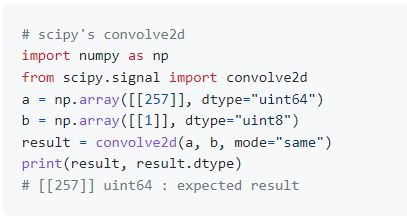 # scipy's convolve2d
import numpy as np
from scipy.signal import convolve2d
a = np.array([[257]], dtype="uint64")
b = np.array([[1]], dtype="uint8")
result = convolve2d(a, b, mode="same")
print(result, result.dtype)
# [[257]] uint64 : expected result